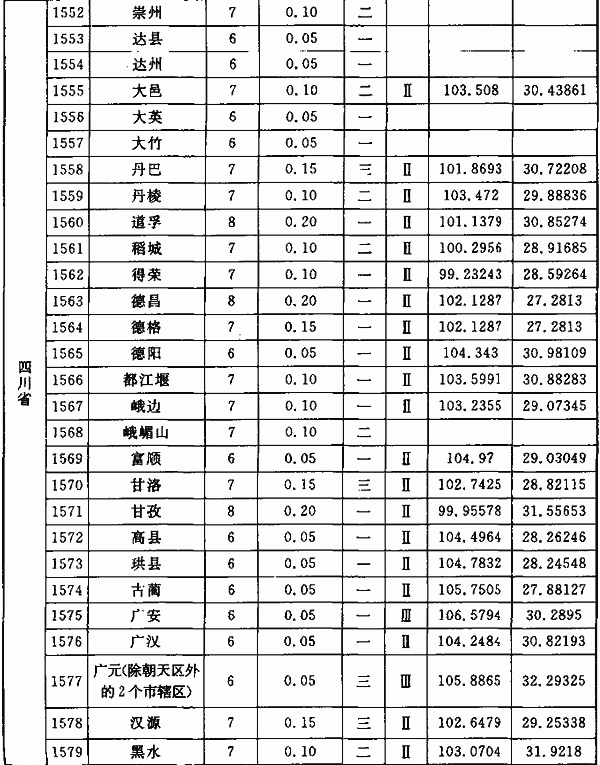 四川省
1552 崇州 7 0.10 二
1553 达县 6 0.05 一
1554 达州 6 0.05 一
1555 大邑 7 0.10 二 Ⅱ 103.508 30.43861
1556 大英 6 0.05 一
1557 大竹 6 0.05 一
1558 丹巴 7 0.15 三 Ⅱ 101.8693 30.72208
1559 丹棱 7 0.10 二 Ⅱ 103.472 29.88836
1560 道孚 8 0.20 一 Ⅱ 101.1379 30.85274
1561 稻城 7 0.10 二 Ⅱ 100.2956 28.91685
1562 得荣 7 0.10 一 Ⅱ 99.23243 28.59264
1563 德昌 8 0.20 一 Ⅱ 102.1287 27.2813
1564 德格 7 0.15 一 Ⅱ 102.1287 27.2813
1565 德阳 6 0.05 一 Ⅱ 104.343 30.98109
1566 都江堰 7 0.10 一 Ⅱ 103.5991 30.88283
1567 峨边 7 0.10 一 Ⅱ 103.2355 29.07345
1568 峨嵋山 7 0.10 二
1569 富顺 6 0.05 一 Ⅱ 104.97 29.03049
1570 甘洛 7 0.15 三 Ⅱ 102.7425 28.82115
1571 甘孜 8 0.20 一 Ⅱ 99.95578 31.55653
1572 高县 6 0.05 一 Ⅱ 104.4964 28.26246
1573 珙县 6 0.05 一 Ⅱ 104.7832 28.24548
1574 古蔺 6 0.05 一 Ⅱ 105.7505 27.88127
1575 广安 6 0.05 一 Ⅲ 106.5794 30.2895
1576 广汉 6 0.05 一 Ⅱ 104.2484 30.82193
1577 广元(除朝天区外
的2个市辖区) 6 0.05 三 Ⅲ 105.8865 32.29325
1578 汉源 7 0.15 三 Ⅱ 102.6479 29.25338
1579 黑水 7 0.10 二 Ⅱ 103.0704 31.9218